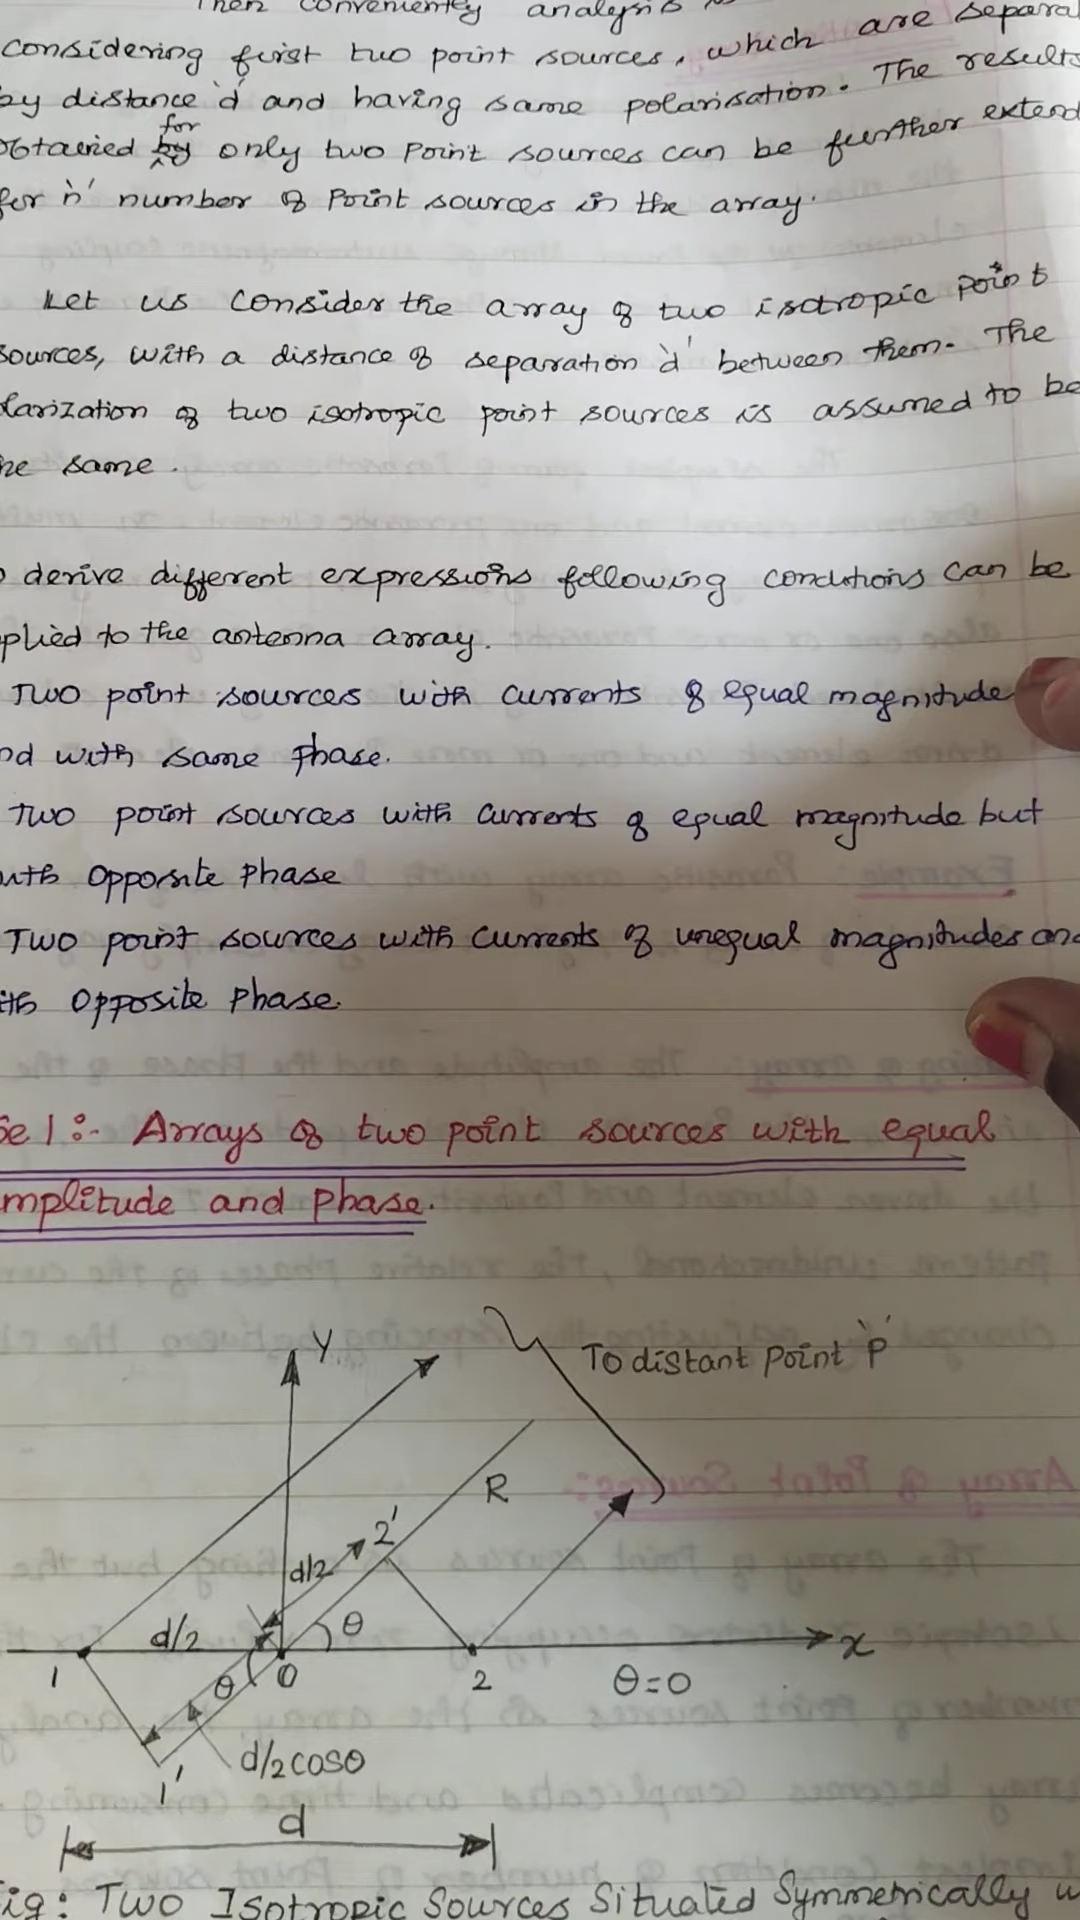 Then conveniently analysis
considering first two point sources, which are separa
by distance 'd' and having same polarisation. The results
obtained for by only two point sources can be further extend
for 'n' number of point sources in the array.
Let us consider the array of two isotropic point
sources, with a distance of separation 'd' between them. The
larization of two isotropic point sources is assumed to be
he same.
o derive different expressions following conditions can be
pplied to the antenna array.
Two point sources with currents of equal magnitude
nd with same phase.
Two point sources with currents of equal magnitude but
with opposite phase
Two point sources with currents of unequal magnitudes and
ith opposite phase.
se 1 :- Arrays of two point sources with equal
mplitude and phase.
Y
To distant point 'P'
R
2'
d/2
d/2
θ
x
1
θ
0
2
θ=0
d/2cosθ
1'
d
ig: Two Isotropic Sources Situated Symmetrically w